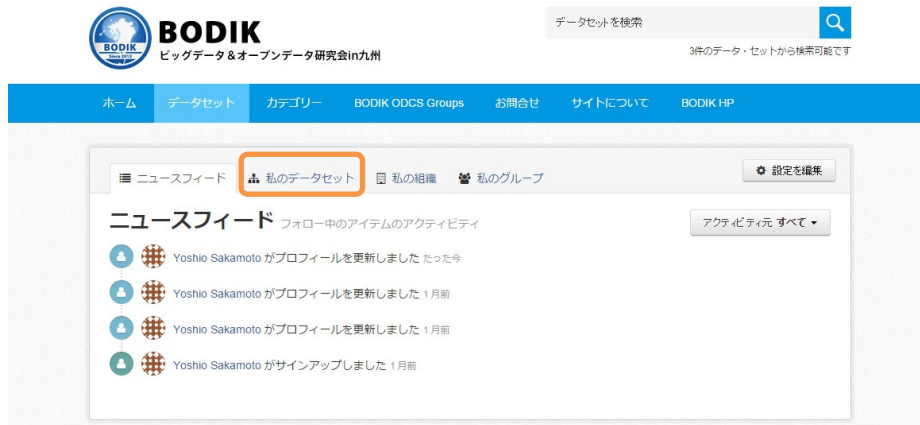 BODIK
Since 2013
BODIK
ビッグデータ＆オープンデータ研究会in九州
データセットを検索
3件のデータ・セットから検索可能です
ホーム データセット カテゴリー BODIK ODCS Groups お問合せ サイトについて BODIK HP
ニュースフィード 私のデータセット 私の組織 私のグループ 設定を編集
ニュースフィード フォロー中のアイテムのアクティビティ アクティビティ元 すべて
Yoshio Sakamoto がプロフィールを更新しました たった今
Yoshio Sakamoto がプロフィールを更新しました 1月前
Yoshio Sakamoto がプロフィールを更新しました 1月前
Yoshio Sakamoto がサインアップしました 1月前